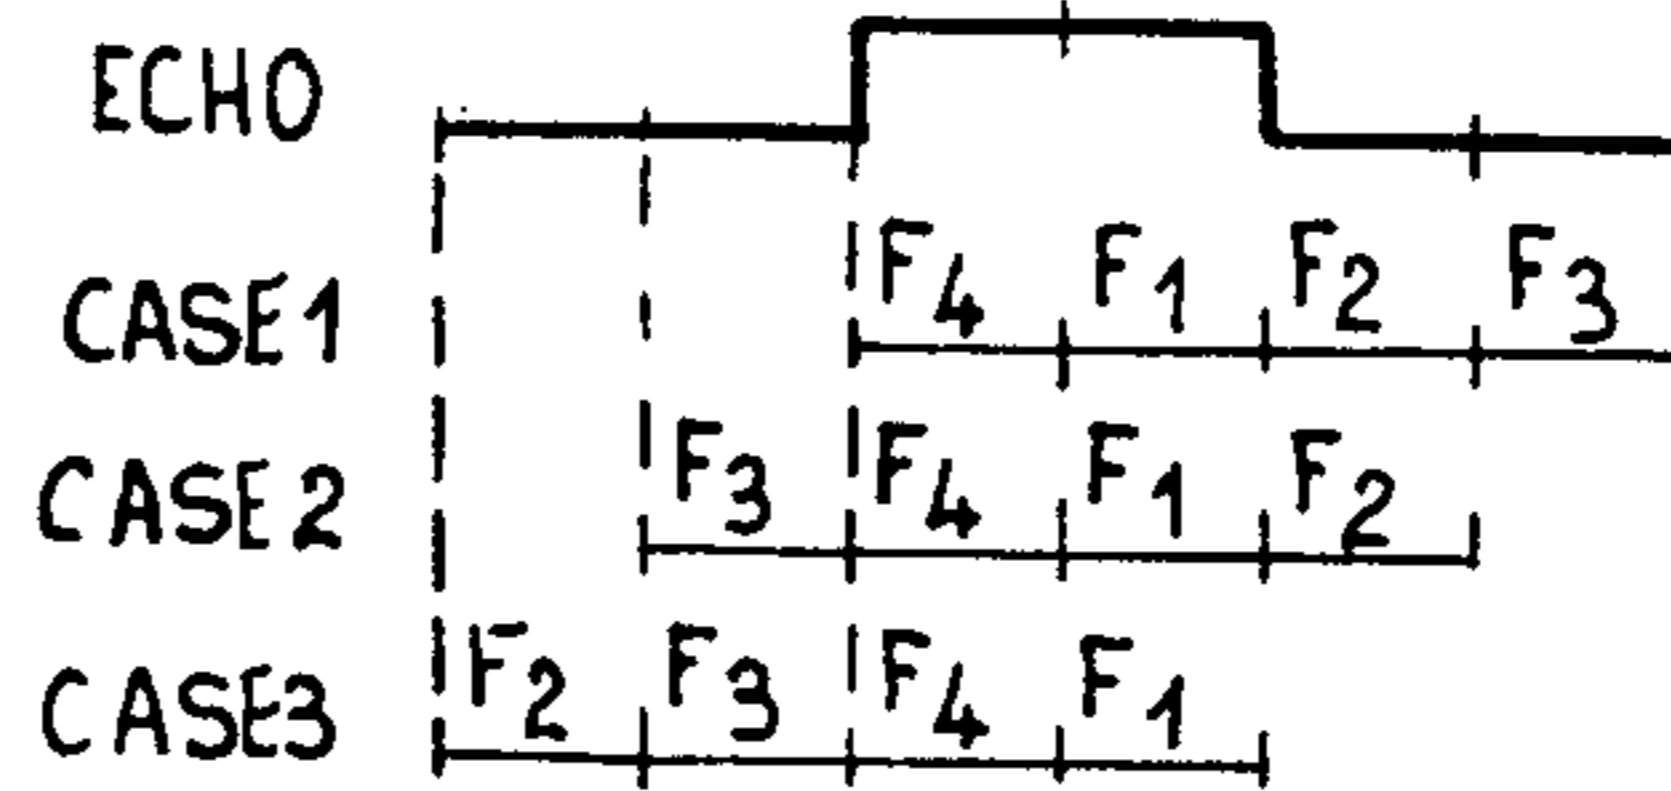 ECHO
CASE1 F4 F1 F2 F3
CASE2 F3 F4 F1 F2
CASE3 F2 F3 F4 F1